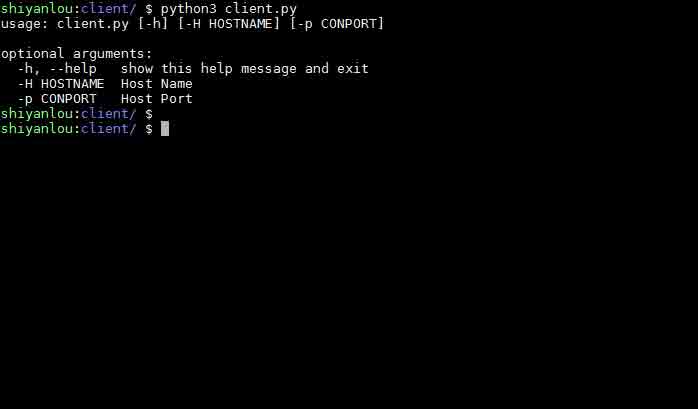 shiyanlou:client/ $ python3 client.py
usage: client.py [-h] [-H HOSTNAME] [-p CONPORT]
optional arguments:
  -h, --help   show this help message and exit
  -H HOSTNAME  Host Name
  -p CONPORT   Host Port
shiyanlou:client/ $
shiyanlou:client/ $